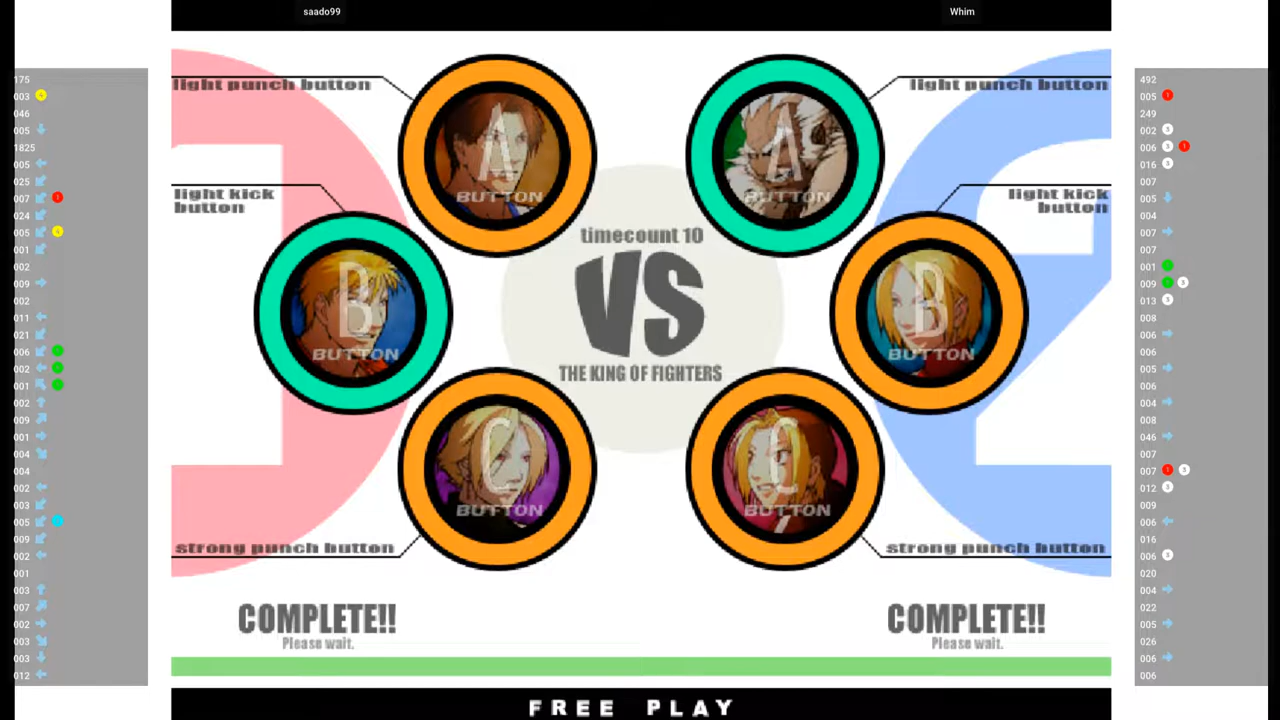 saado99
Whim
175
003
046
005
1825
005
025
007
024
005
001
002
009
002
011
021
006
002
001
002
009
001
004
004
002
003
005
009
002
001
003
007
002
003
003
012
light punch button
light kick
button
strong punch button
A
BUTTON
B
BUTTON
C
BUTTON
timecount 10
VS
THE KING OF FIGHTERS
A
BUTTON
B
BUTTON
C
BUTTON
light punch button
light kick
button
strong punch button
1
2
COMPLETE!!
Please wait.
COMPLETE!!
Please wait.
FREE PLAY
492
005
249
002
006
016
007
005
004
007
007
001
009
013
008
006
006
005
006
004
008
046
007
007
012
009
006
016
006
020
004
022
005
026
006
006